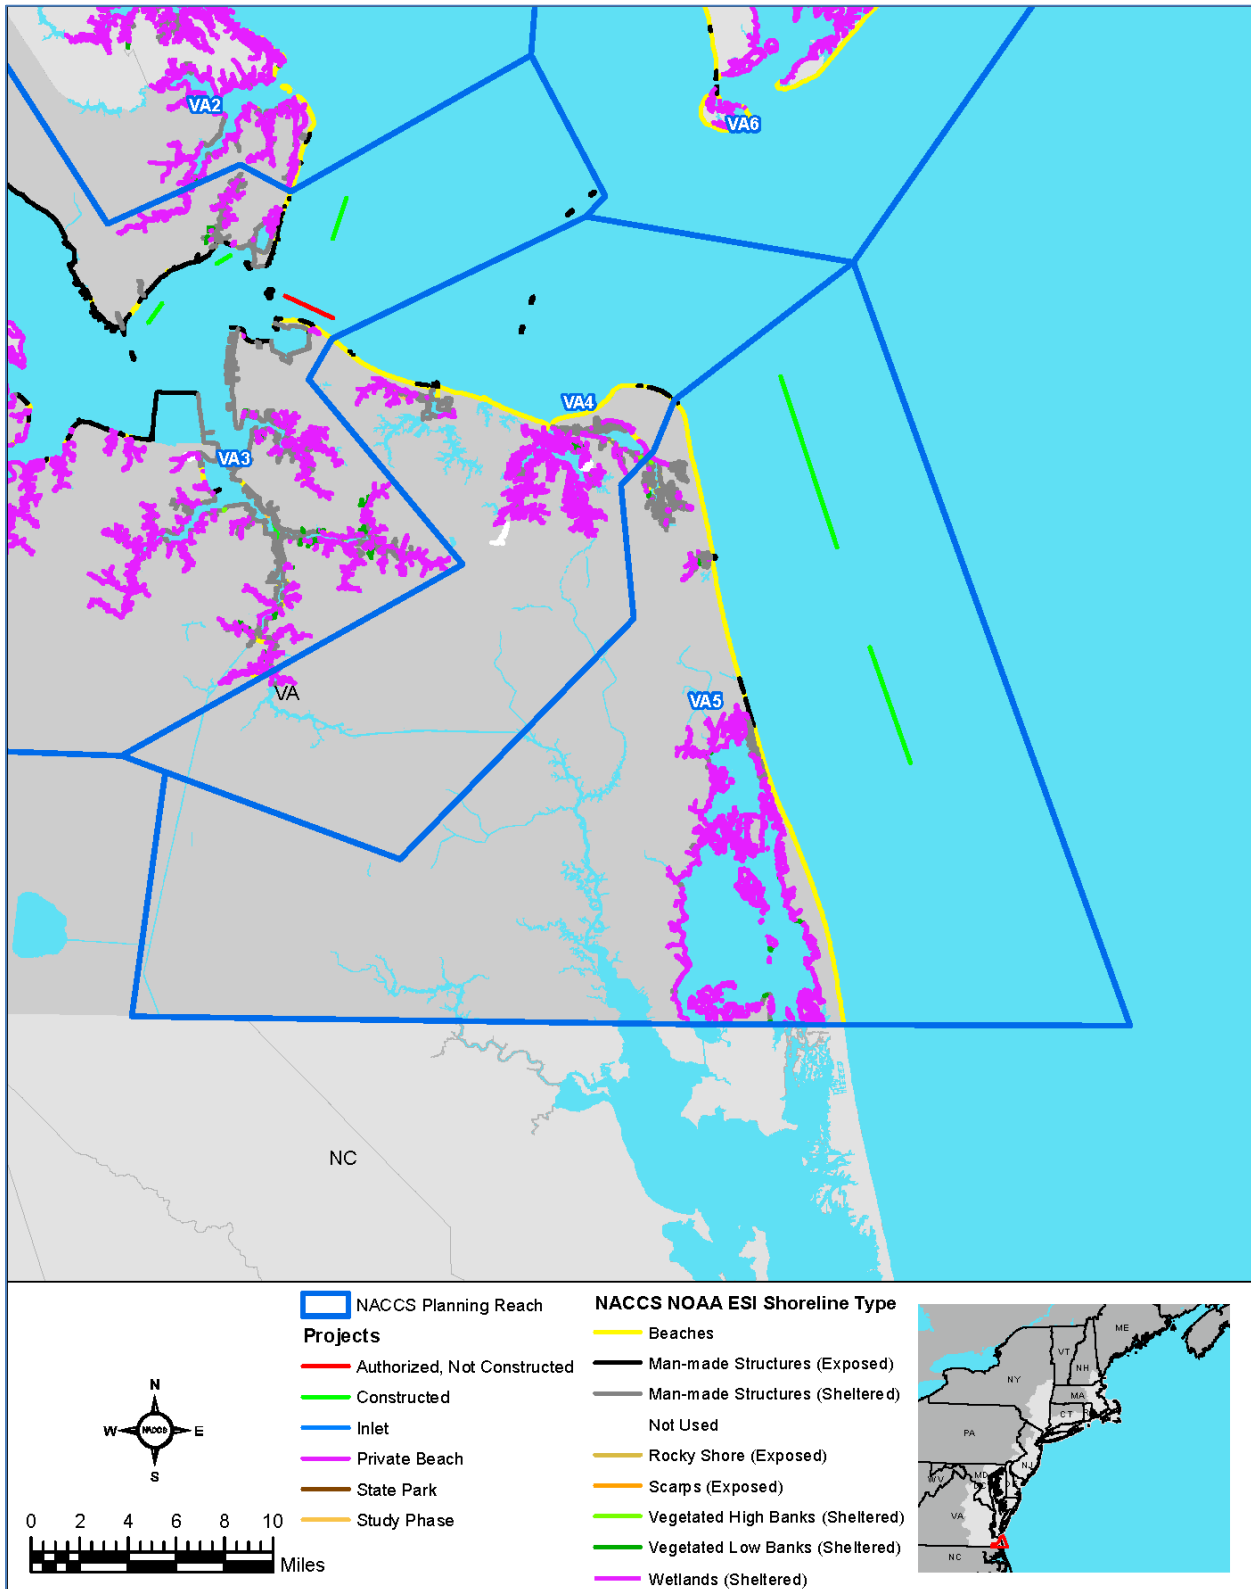 VA2
VA6
VA4
VA3
VA
VA5
NC
NACCS Planning Reach
Projects
Authorized, Not Constructed
Constructed
Inlet
Private Beach
State Park
Study Phase
NACCS NOAA ESI Shoreline Type
Beaches
Man-made Structures (Exposed)
Man-made Structures (Sheltered)
Not Used
Rocky Shore (Exposed)
Scarps (Exposed)
Vegetated High Banks (Sheltered)
Vegetated Low Banks (Sheltered)
Wetlands (Sheltered)
N
W NACCS E
S
0 2 4 6 8 10
Miles
ME
VT
NH
NY
MA
CT
PA
NJ
WV
MD
VA
NC